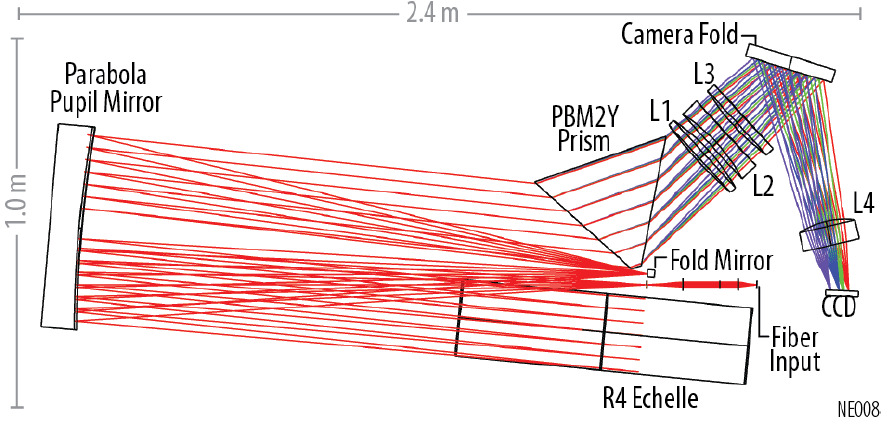 2.4 m
Camera Fold
Parabola
Pupil Mirror
L3
PBM2Y
Prism
L1
L2
1.0 m
L4
Fold Mirror
CCD
Fiber
Input
R4 Echelle
NEO08